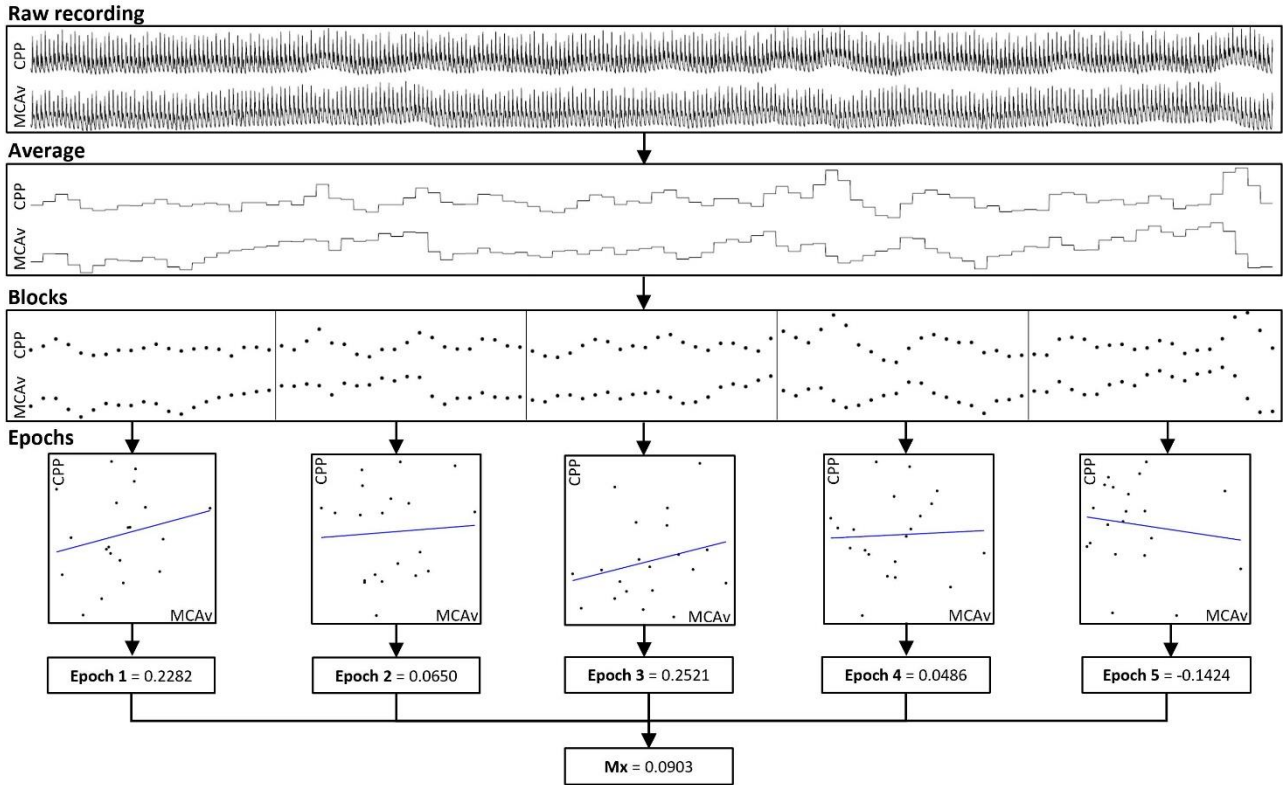 Raw recording
CPP
MCAv
Average
CPP
MCAv
Blocks
CPP
MCAv
Epochs
CPP
MCAv
CPP
MCAv
CPP
MCAv
CPP
MCAv
CPP
MCAv
Epoch 1 = 0.2282
Epoch 2 = 0.0650
Epoch 3 = 0.2521
Epoch 4 = 0.0486
Epoch 5 = -0.1424
Mx = 0.0903